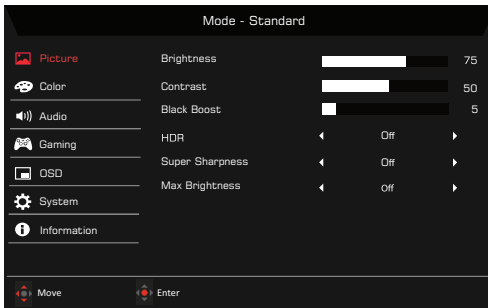 Mode - Standard
Picture
Color
Audio
Gaming
OSD
System
Information
Brightness 75
Contrast 50
Black Boost 5
HDR Off
Super Sharpness Off
Max Brightness Off
Move Enter